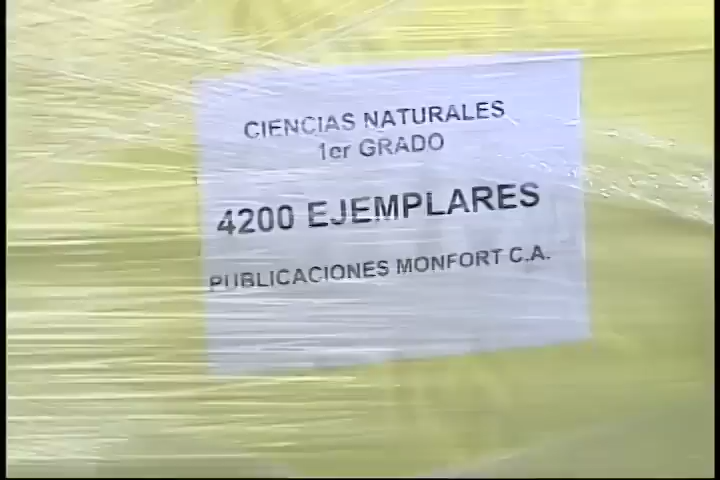 CIENCIAS NATURALES
1er GRADO
4200 EJEMPLARES
PUBLICACIONES MONFORT C.A.